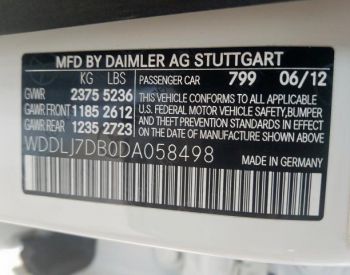 MFD BY DAIMLER AG STUTTGART
KG LBS PASSENGER CAR 799 06/12
GVWR 2375 5236
GAWR FRONT 1185 2612
GAWR REAR 1235 2723
THIS VEHICLE CONFORMS TO ALL APPLICABLE
U.S. FEDERAL MOTOR VEHICLE SAFETY, BUMPER
AND THEFT PREVENTION STANDARDS IN EFFECT
ON THE DATE OF MANUFACTURE SHOWN ABOVE
WDDLJ7DB0DA058498
MADE IN GERMANY